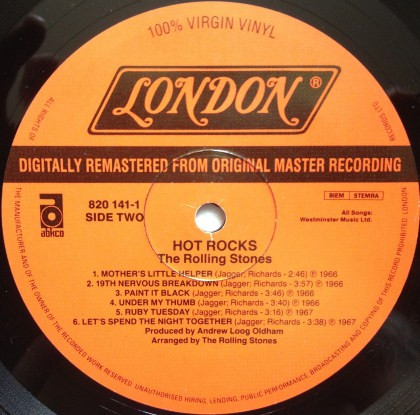 100% VIRGIN VINYL
LONDON®
DIGITALLY REMASTERED FROM ORIGINAL MASTER RECORDING
abkco
820 141-1
SIDE TWO
BIEM STEMRA
All Songs:
Westminster Music Ltd.
HOT ROCKS
The Rolling Stones
1. MOTHER'S LITTLE HELPER (Jagger; Richards - 2:46) ℗ 1966
2. 19TH NERVOUS BREAKDOWN (Jagger; Richards - 3:57) ℗ 1966
3. PAINT IT BLACK (Jagger; Richards - 3:46) ℗ 1966
4. UNDER MY THUMB (Jagger; Richards - 3:40) ℗ 1966
5. RUBY TUESDAY (Jagger; Richards - 3:16) ℗ 1967
6. LET'S SPEND THE NIGHT TOGETHER (Jagger; Richards - 3:38) ℗ 1967
Produced by Andrew Loog Oldham
Arranged by The Rolling Stones
ALL RIGHTS OF THE MANUFACTURER AND OF THE OWNER OF THE RECORDED WORK RESERVED. UNAUTHORISED HIRING, LENDING, PUBLIC PERFORMANCE, BROADCASTING AND COPYING OF THIS RECORD PROHIBITED. LONDON RECORDS LTD.